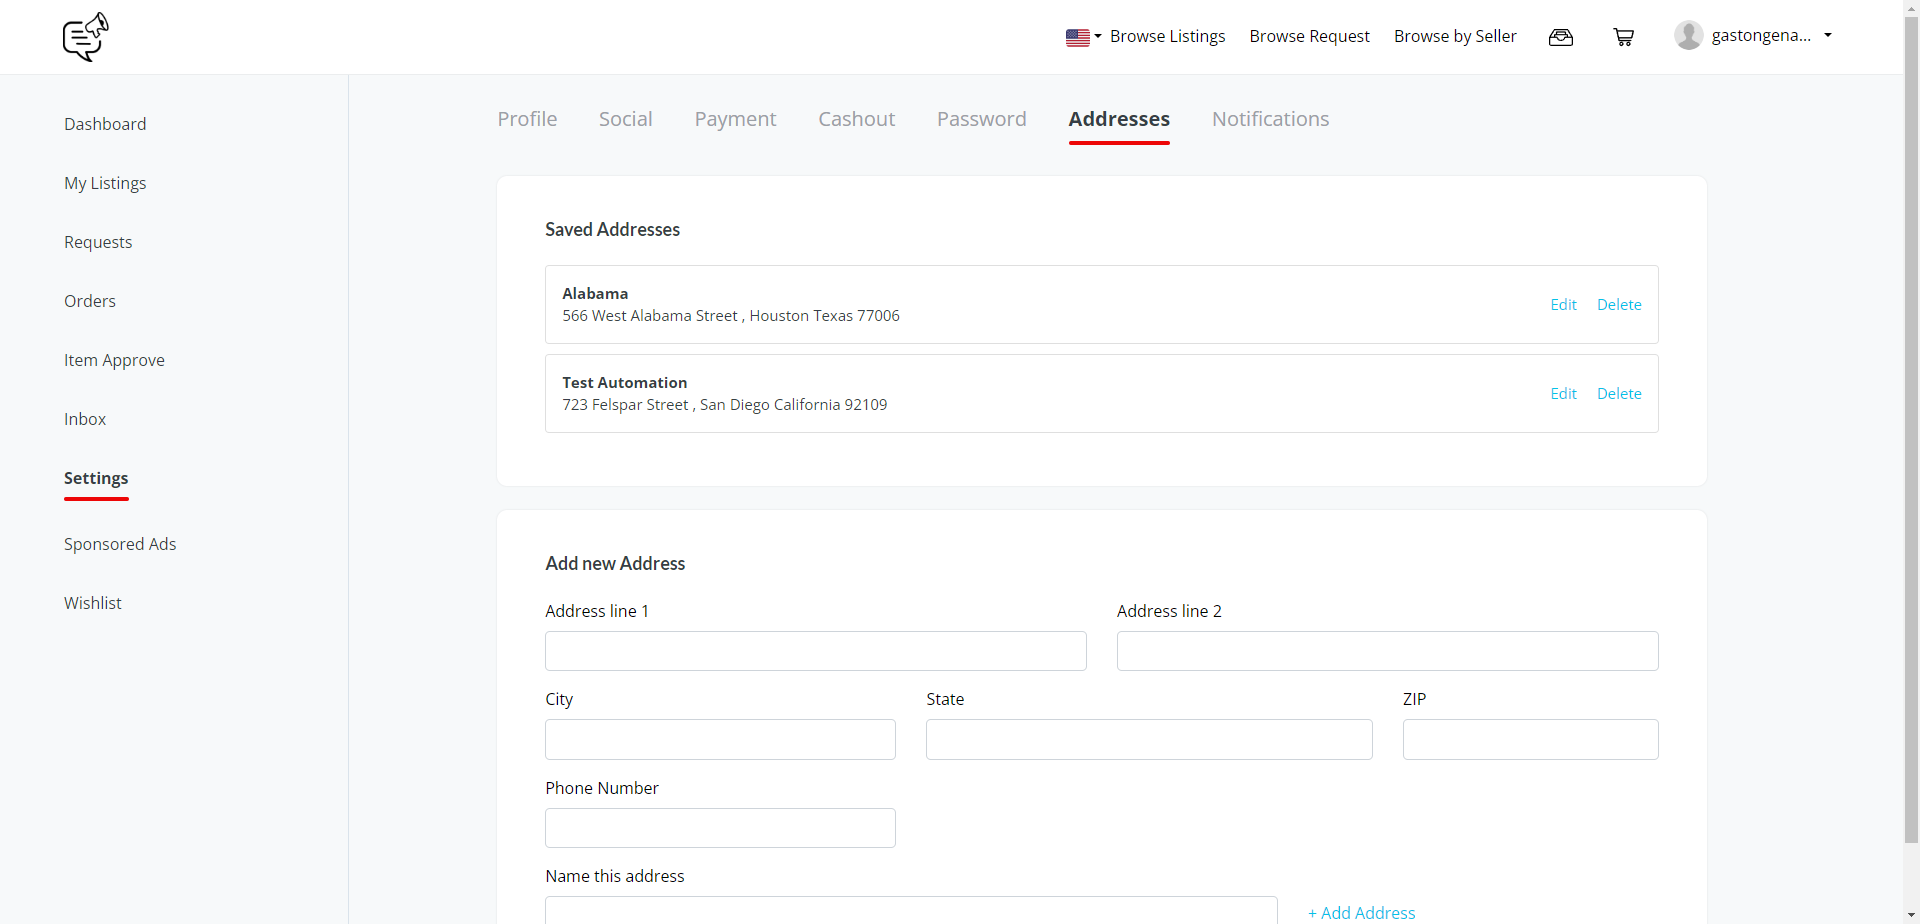 Browse Listings Browse Request Browse by Seller gastongena...
Dashboard
My Listings
Requests
Orders
Item Approve
Inbox
Settings
Sponsored Ads
Wishlist
Profile Social Payment Cashout Password Addresses Notifications
Saved Addresses
Alabama
566 West Alabama Street , Houston Texas 77006
Edit Delete
Test Automation
723 Felspar Street , San Diego California 92109
Edit Delete
Add new Address
Address line 1 Address line 2
City State ZIP
Phone Number
Name this address
+ Add Address